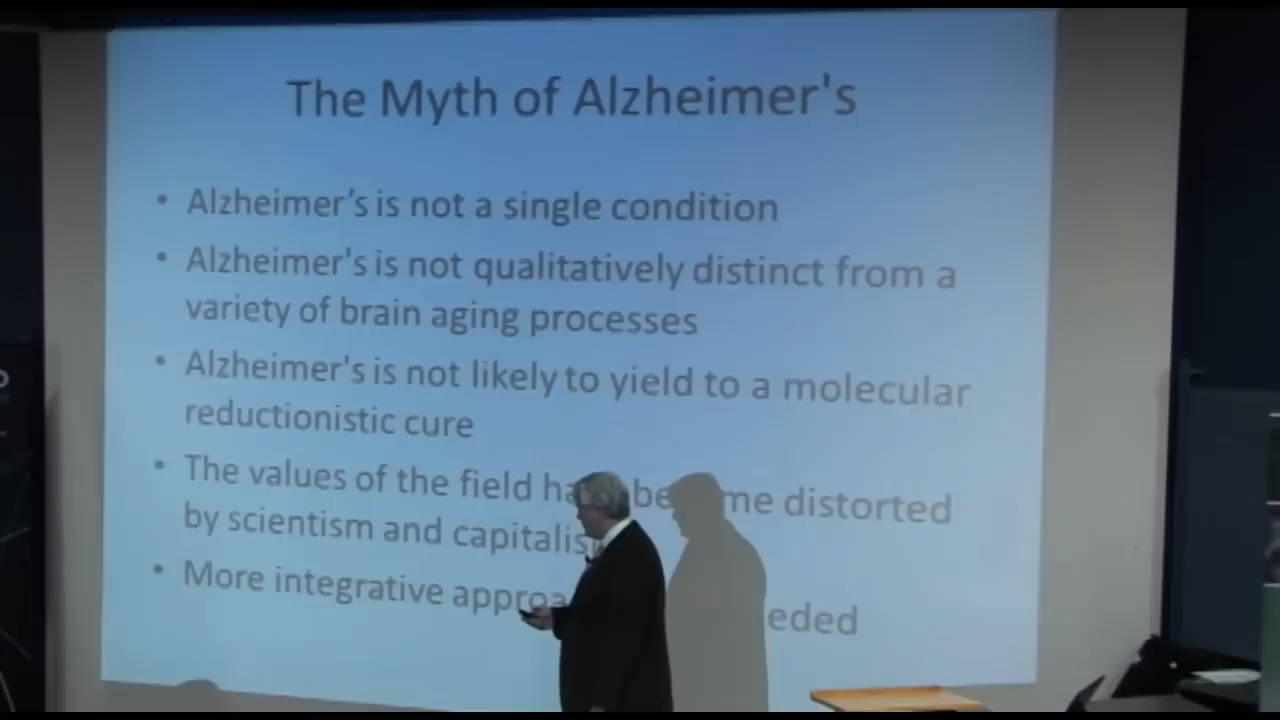 The Myth of Alzheimer's
• Alzheimer's is not a single condition
• Alzheimer's is not qualitatively distinct from a
variety of brain aging processes
• Alzheimer's is not likely to yield to a molecular
reductionistic cure
• The values of the field ha be me distorted
by scientism and capitalis
• More integrative approa eded